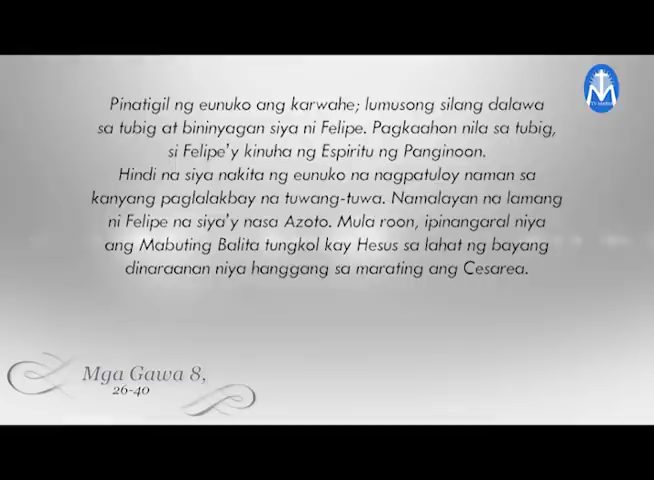 Pinatigil ng eunuko ang karwahe; lumusong silang dalawa
sa tubig at bininyagan siya ni Felipe. Pagkaahon nila sa tubig,
si Felipe'y kinuha ng Espiritu ng Panginoon.
Hindi na siya nakita ng eunuko na nagpatuloy naman sa
kanyang paglalakbay na tuwang-tuwa. Namalayan na lamang
ni Felipe na siya'y nasa Azoto. Mula roon, ipinangaral niya
ang Mabuting Balita tungkol kay Hesus sa lahat ng bayang
dinaraanan niya hanggang sa marating ang Cesarea.
Mga Gawa 8,
26-40